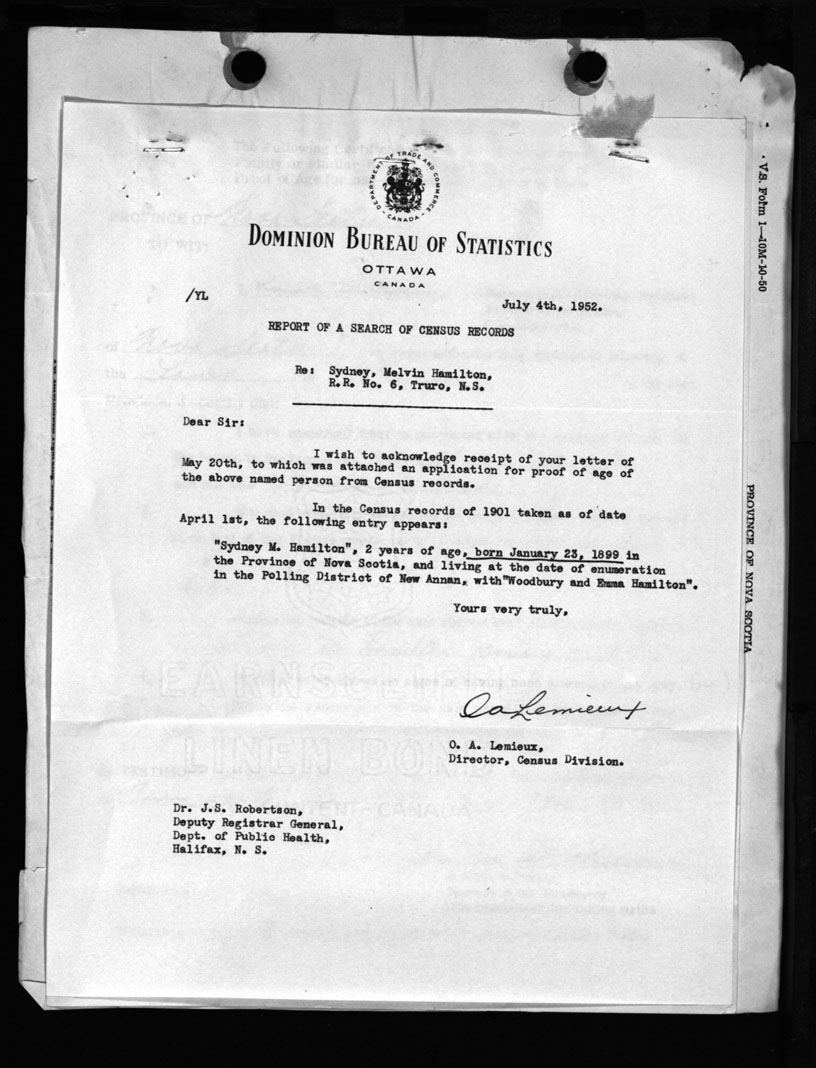 DEPARTMENT OF TRADE AND COMMERCE
- CANADA -
DOMINION BUREAU OF STATISTICS
OTTAWA
CANADA
/YL
July 4th, 1952.
REPORT OF A SEARCH OF CENSUS RECORDS
Re: Sydney, Melvin Hamilton,
R.R. No. 6, Truro, N.S.
Dear Sir:
I wish to acknowledge receipt of your letter of
May 20th, to which was attached an application for proof of age of
the above named person from Census records.
In the Census records of 1901 taken as of date
April 1st, the following entry appears:
"Sydney M. Hamilton", 2 years of age, born January 23, 1899 in
the Province of Nova Scotia, and living at the date of enumeration
in the Polling District of New Annan, with "Woodbury and Emma Hamilton".
Yours very truly,
OA Lemieux
O. A. Lemieux,
Director, Census Division.
EARNSCLIFFE
LINEN BOND
Dr. J.S. Robertson,
Deputy Registrar General,
Dept. of Public Health,
Halifax, N. S.
V.S. Form 1—10M-10-50
PROVINCE OF NOVA SCOTIA